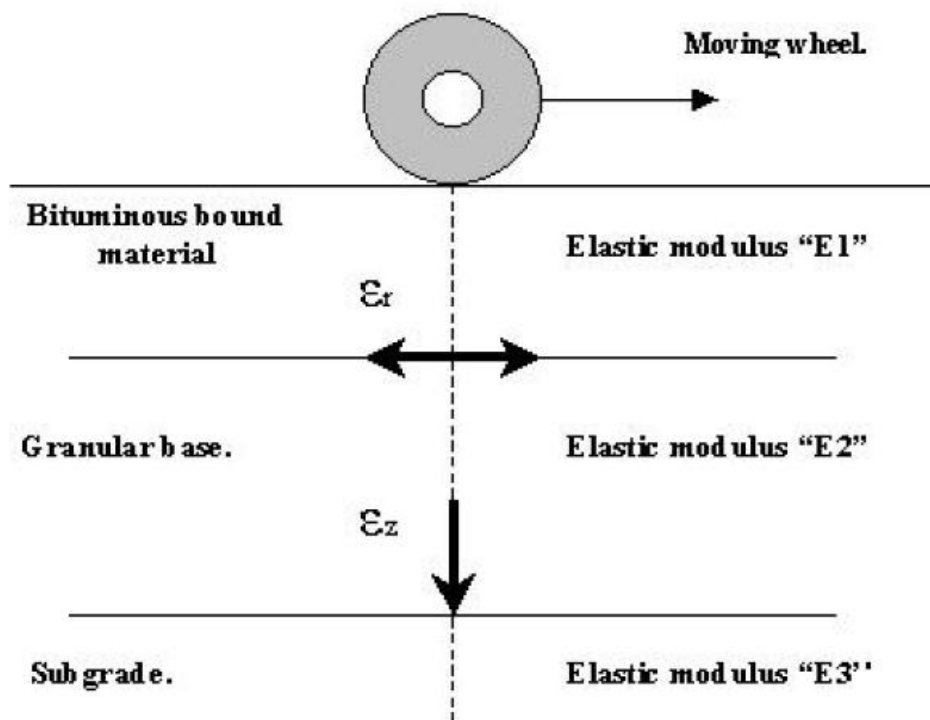 Moving wheel.
Bituminous bound
material
Elastic modulus “E1”
εr
Granular base.
Elastic modulus “E2”
εz
Subgrade.
Elastic modulus “E3''